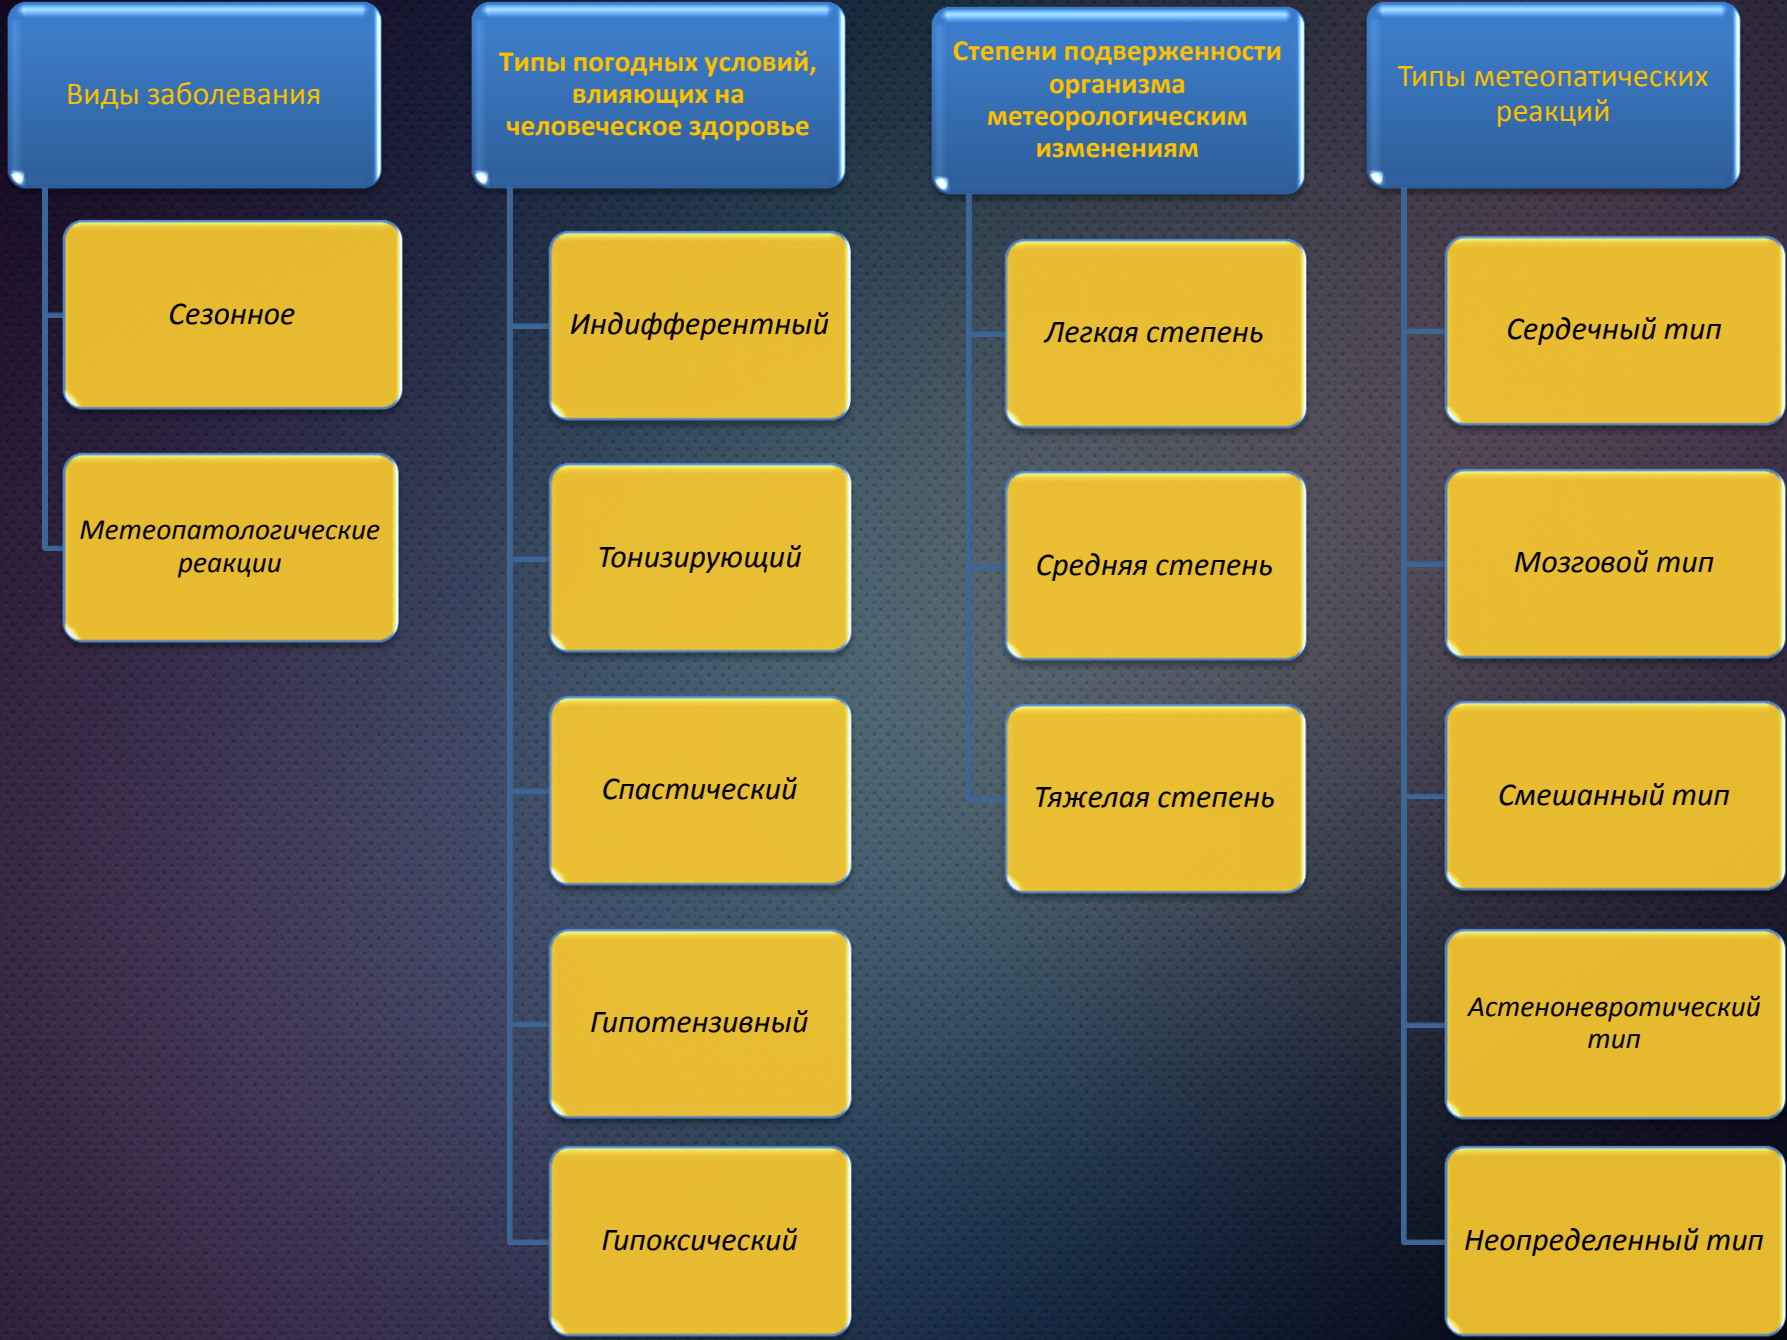 Виды заболевания
Сезонное
Метеопатологические
реакции
Типы погодных условий,
влияющих на
человеческое здоровье
Индифферентный
Тонизирующий
Спастический
Гипотензивный
Гипоксический
Степени подверженности
организма
метеорологическим
изменениям
Легкая степень
Средняя степень
Тяжелая степень
Типы метеопатических
реакций
Сердечный тип
Мозговой тип
Смешанный тип
Астеноневротический
тип
Неопределенный тип